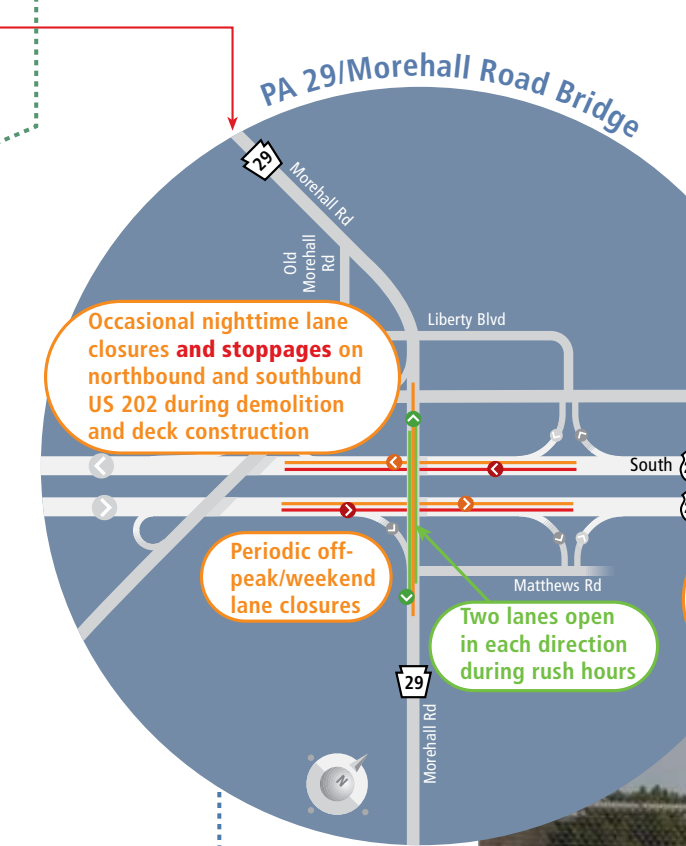 PA 29/Morehall Road Bridge
29
Morehall Rd
Old
Morehall
Rd
Liberty Blvd
Occasional nighttime lane
closures and stoppages on
northbound and southbund
US 202 during demolition
and deck construction
South
Periodic off-
peak/weekend
lane closures
Matthews Rd
Two lanes open
in each direction
during rush hours
29
Morehall Rd
N